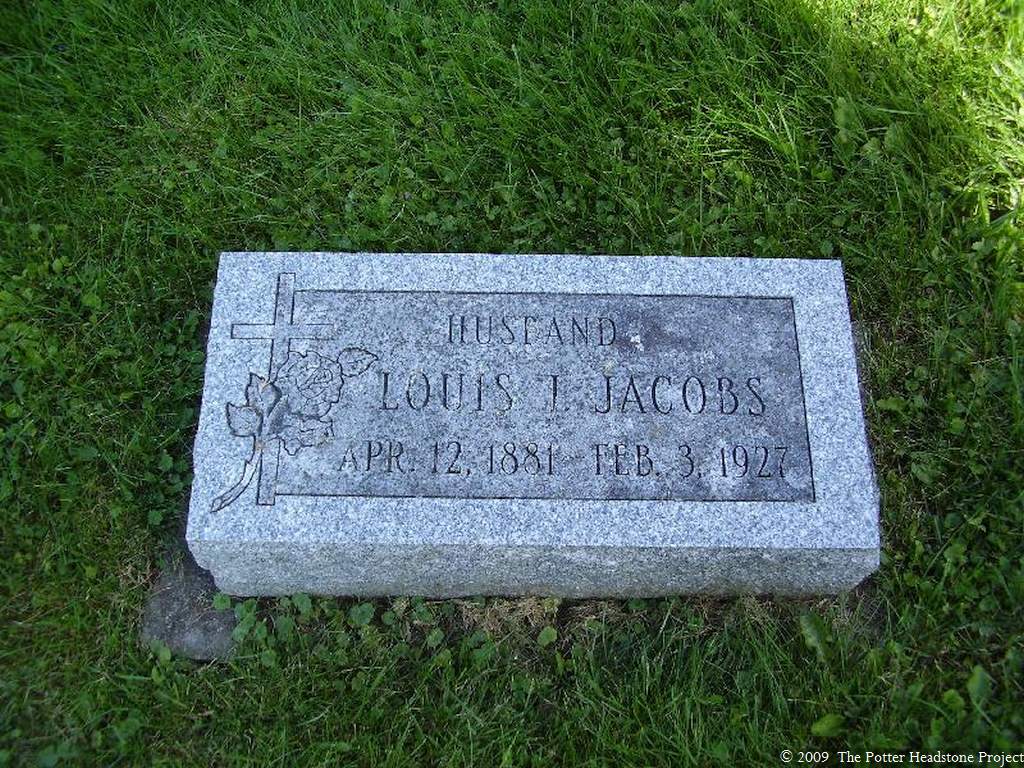 HUSBAND
LOUIS J. JACOBS
APR. 12, 1881 - FEB. 3, 1927
© 2009 The Potter Headstone Project